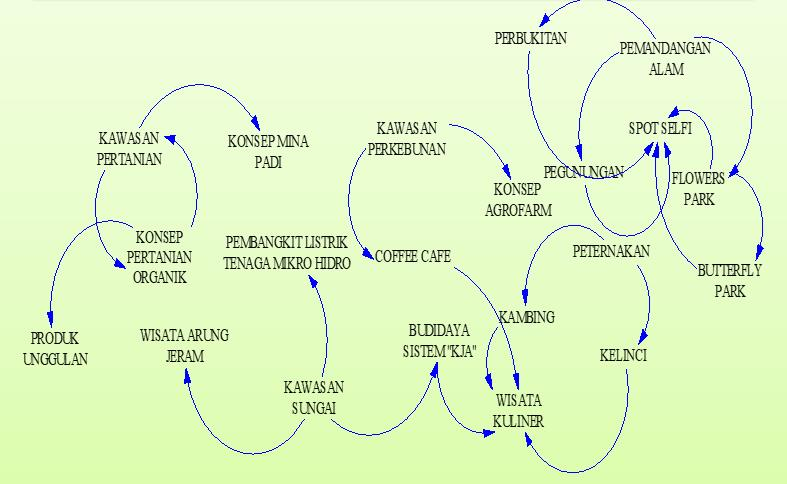 PERBUKITAN
PEMANDANGAN
ALAM
KAWASAN
PERTANIAN
KONSEP MINA
PADI
KAWASAN
PERKEBUNAN
SPOT SELFI
PEGUNUNGAN
FLOWERS
PARK
KONSEP
AGROFARM
KONSEP
PERTANIAN
ORGANIK
PEMBANGKIT LISTRIK
TENAGA MIKRO HIDRO
COFFEE CAFE
PETERNAKAN
BUTTERFLY
PARK
PRODUK
UNGGULAN
WISATA ARUNG
JERAM
BUDIDAYA
SISTEM "KJA"
KAMBING
KELINCI
KAWASAN
SUNGAI
WISATA
KULINER